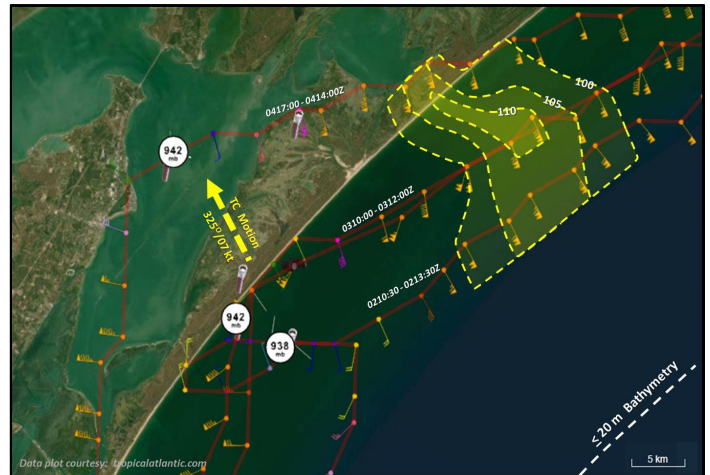 100
105
110
0417:00 - 0414:00Z
942
mb
TC Motion
325°/07 kt
0310:00 - 0312:00Z
0210:30 - 0213:30Z
942
mb
938
mb
≤ 20 m Bathymetry
Data plot courtesy: tropicalatlantic.com
5 km